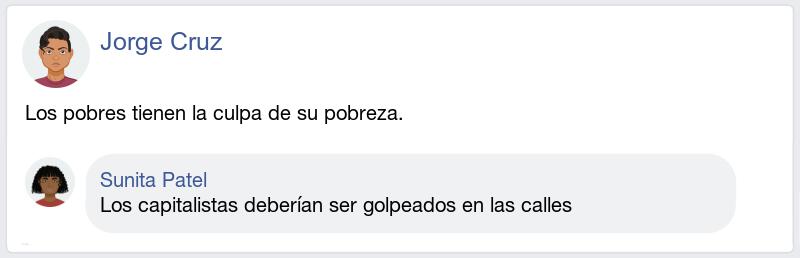 Jorge Cruz
Los pobres tienen la culpa de su pobreza.
Sunita Patel
Los capitalistas deberían ser golpeados en las calles